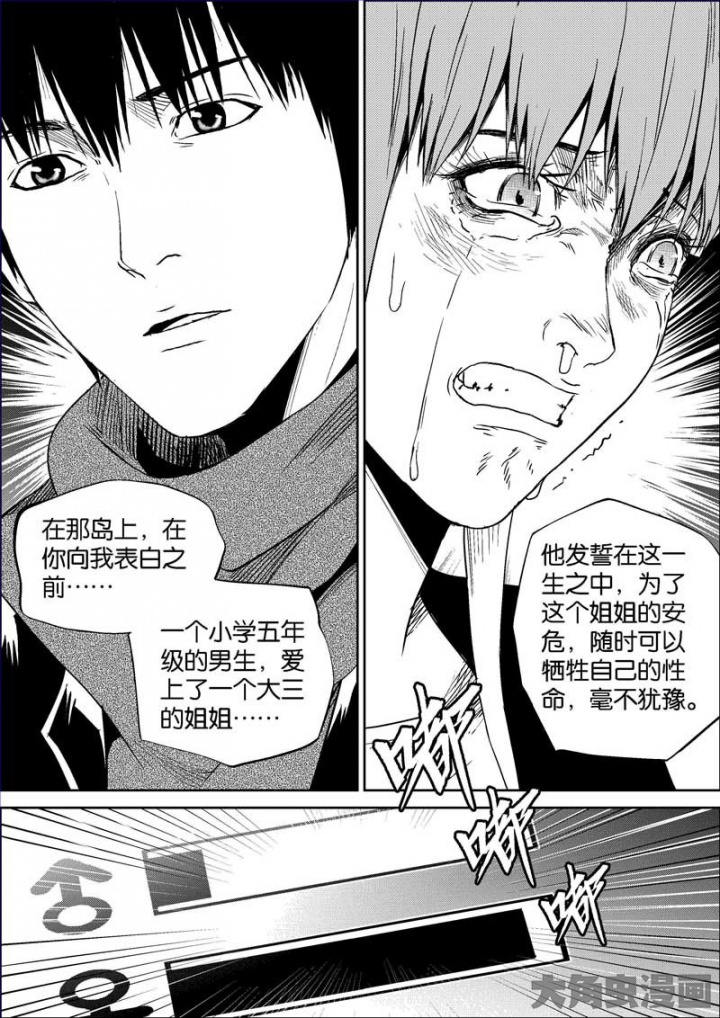 在那岛上，在
你向我表白之
前……
一个小学五年
级的男生，爱
上了一个大三
的姐姐……
他发誓在这一
生之中，为了
这个姐姐的安
危，随时可以
牺牲自己的性
命，毫不犹豫。
嘟
嘟
嘟
大角虫漫画